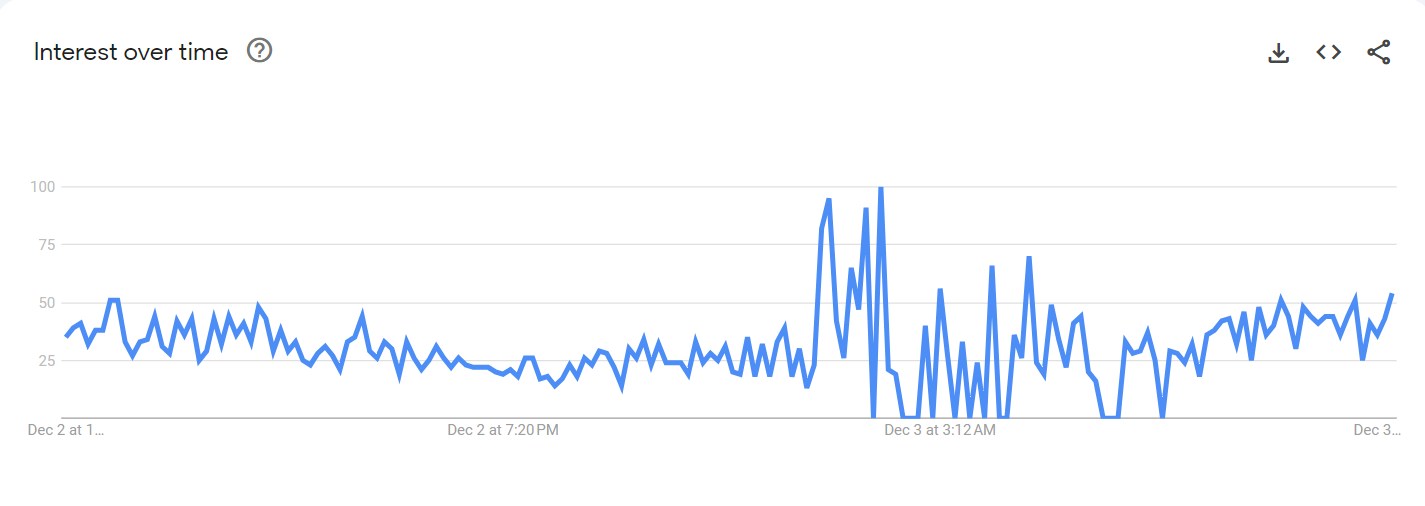 Interest over time
100
75
50
25
Dec 2 at 1...
Dec 2 at 7:20 PM
Dec 3 at 3:12 AM
Dec 3...